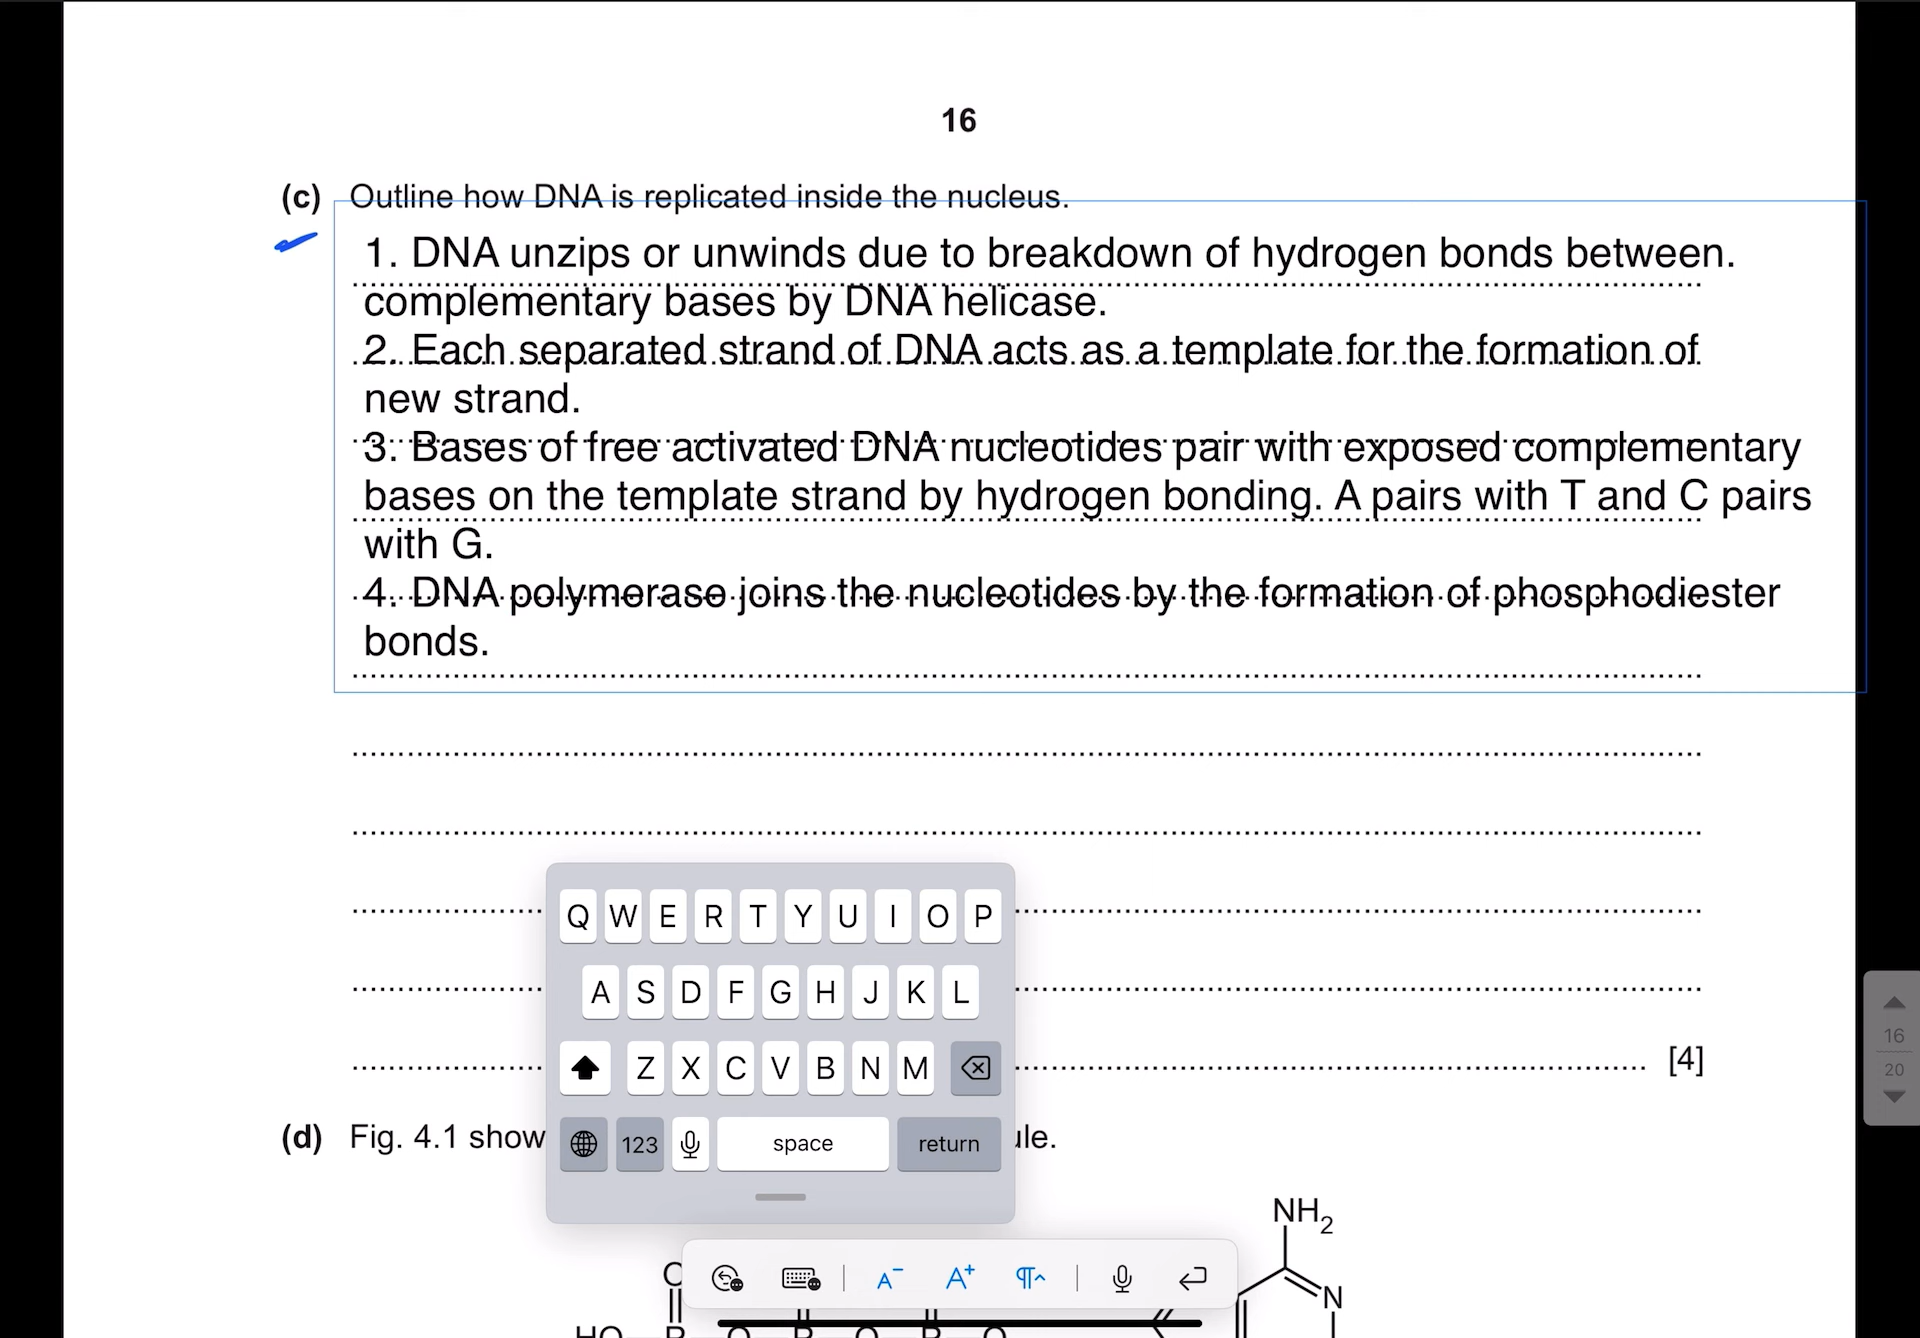 16
(c) Outline how DNA is replicated inside the nucleus.
1. DNA unzips or unwinds due to breakdown of hydrogen bonds between.
complementary bases by DNA helicase.
2. Each separated strand of DNA acts as a template for the formation of
new strand.
3. Bases of free activated DNA nucleotides pair with exposed complementary
bases on the template strand by hydrogen bonding. A pairs with T and C pairs
with G.
4. DNA polymerase joins the nucleotides by the formation of phosphodiester
bonds.
Q W E R T Y U I O P
A S D F G H J K L
16
20
Z X C V B N M
[4]
(d) Fig. 4.1 show
123 space return
NH2
A- A+
N